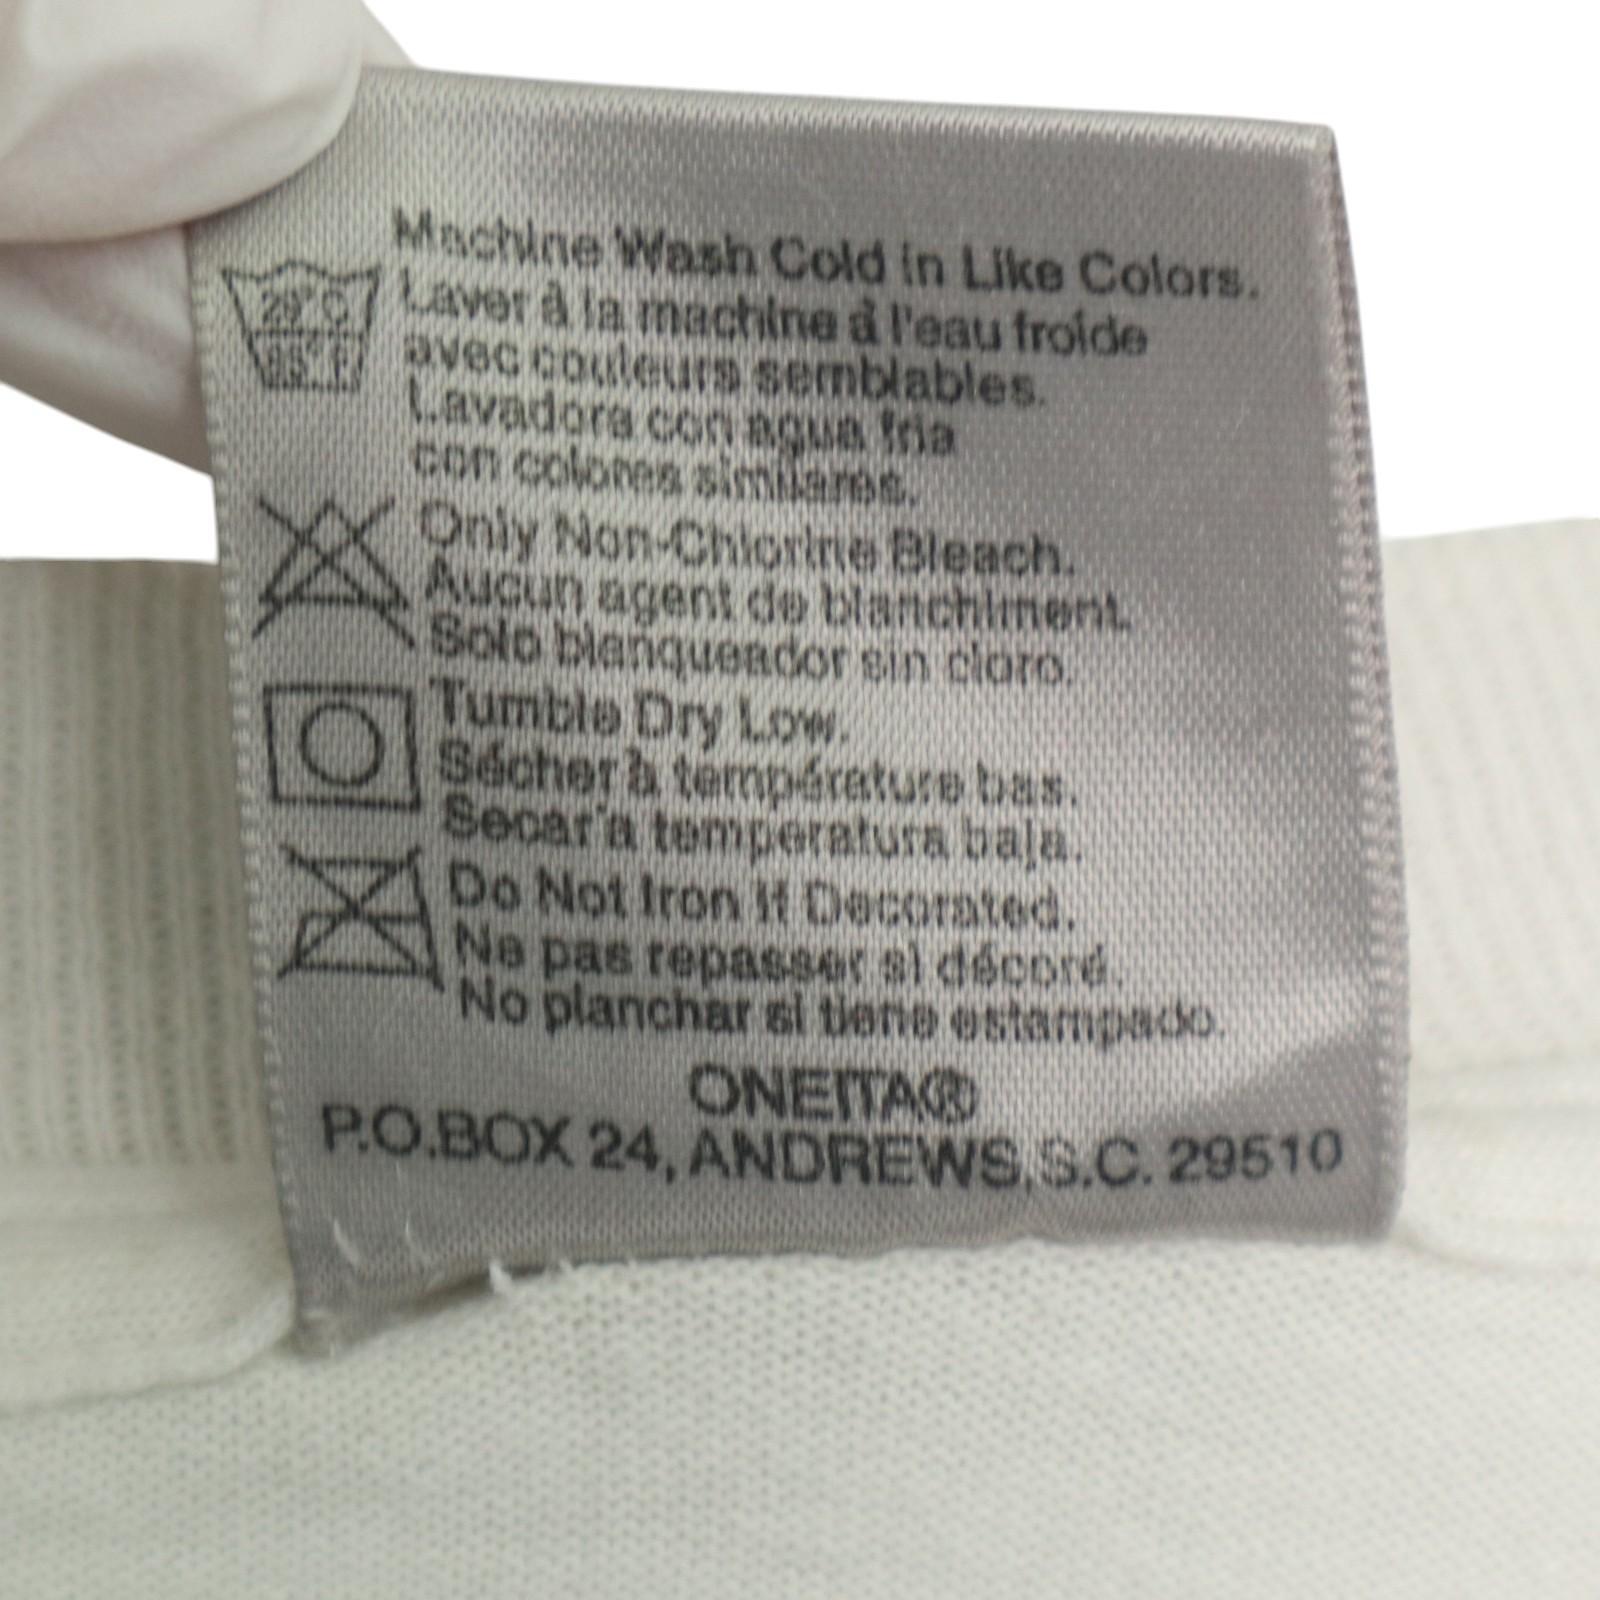 Machine Wash Cold in Like Colors.
Laver à la machine à l'eau froide
avec couleurs semblables.
Lavadora con agua fria
con colores similares.
29°C
85°F
Only Non-Chlorine Bleach.
Aucun agent de blanchiment.
Solo blanqueador sin cloro.
Tumble Dry Low.
Sécher à température bas.
Secar a temperatura baja.
Do Not Iron If Decorated.
Ne pas repasser si décoré.
No planchar si tiene estampado.
ONEITA®
P.O.BOX 24, ANDREWS, S.C. 29510